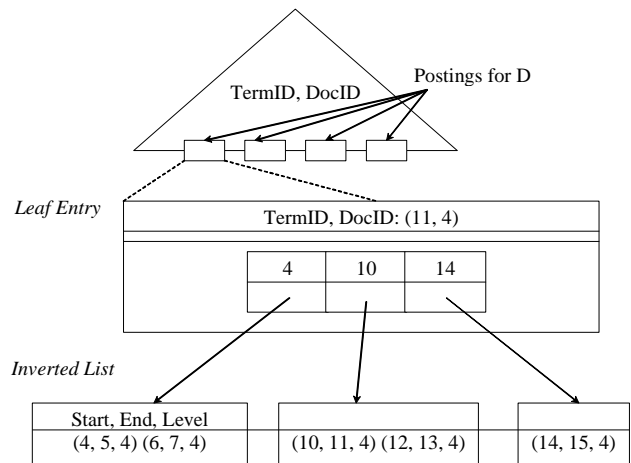 Postings for D
TermID, DocID
Leaf Entry
TermID, DocID: (11, 4)
4 10 14
Inverted List
Start, End, Level
(4, 5, 4) (6, 7, 4) (10, 11, 4) (12, 13, 4) (14, 15, 4)